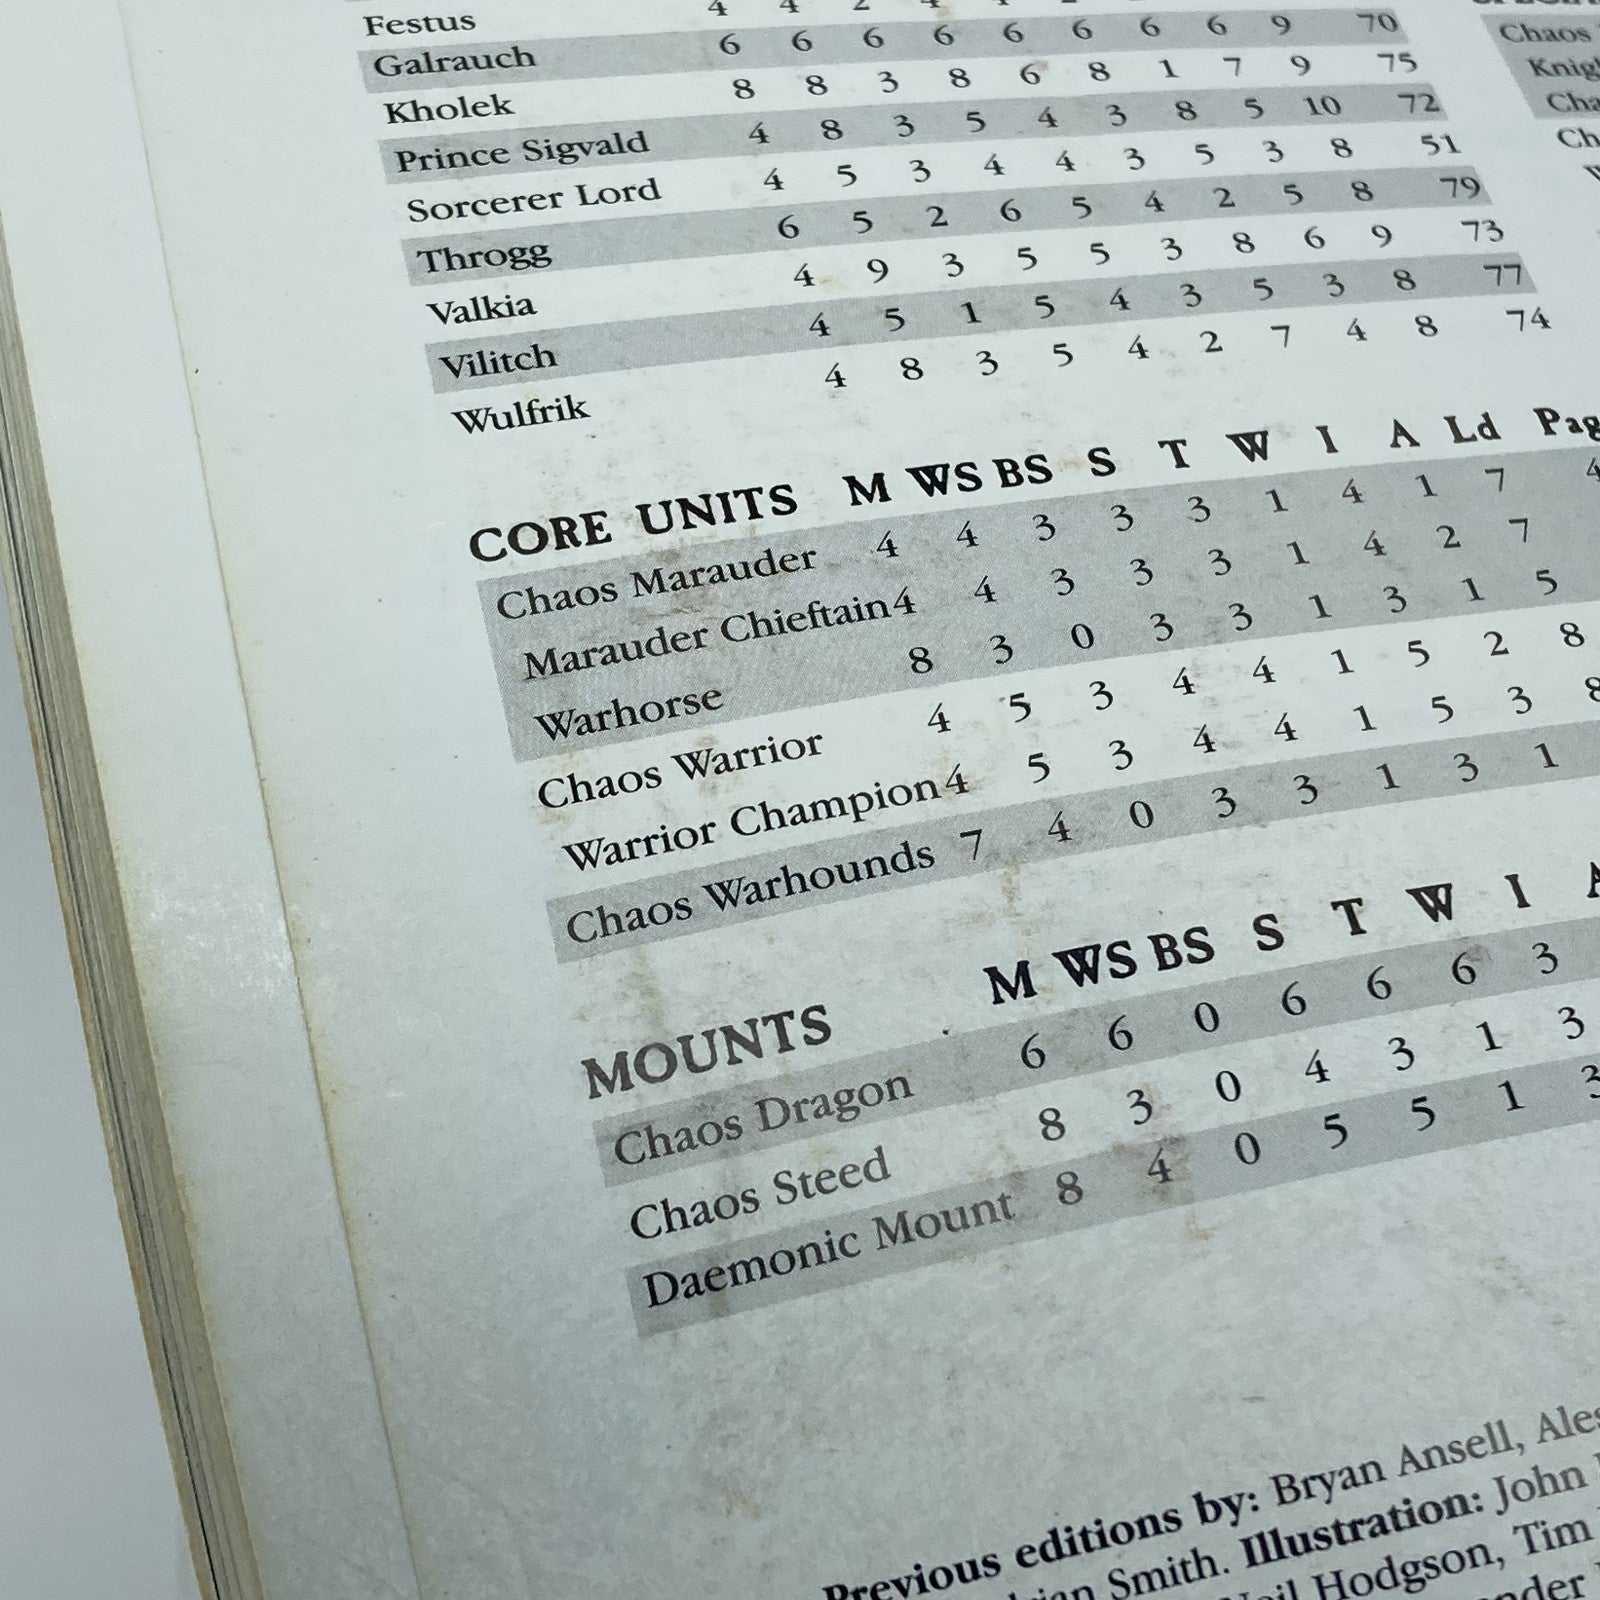 Festus
Galrauch 6 6 6 6 6 6 6 6 9 70
Kholek 8 8 3 8 6 8 1 7 9 75
Prince Sigvald 4 8 3 5 4 3 8 5 10 72
Sorcerer Lord 4 5 3 4 4 3 5 3 8 51
Throgg 6 5 2 6 5 4 2 5 8 79
Valkia 4 9 3 5 5 3 8 6 9 73
Vilitch 4 5 1 5 4 3 5 3 8 77
Wulfrik 4 8 3 5 4 2 7 4 8 74
CORE UNITS M WS BS S T W I A Ld Pag
Chaos Marauder 4 4 3 3 3 1 4 1 7 4
Marauder Chieftain 4 4 3 3 3 1 4 2 7
Warhorse 8 3 0 3 3 1 3 1 5
Chaos Warrior 4 5 3 4 4 1 5 2 8
Warrior Champion 4 5 3 4 4 1 5 3 8
Chaos Warhounds 7 4 0 3 3 1 3 1
MOUNTS M WS BS S T W I A
Chaos Dragon 6 6 0 6 6 6 3
Chaos Steed 8 3 0 4 3 1 3
Daemonic Mount 8 4 0 5 5 1 3
Chaos
Knig
Cha
Ch
Previous editions by: Bryan Ansell, Ales
Smith. Illustration: John
Hodgson, Tim